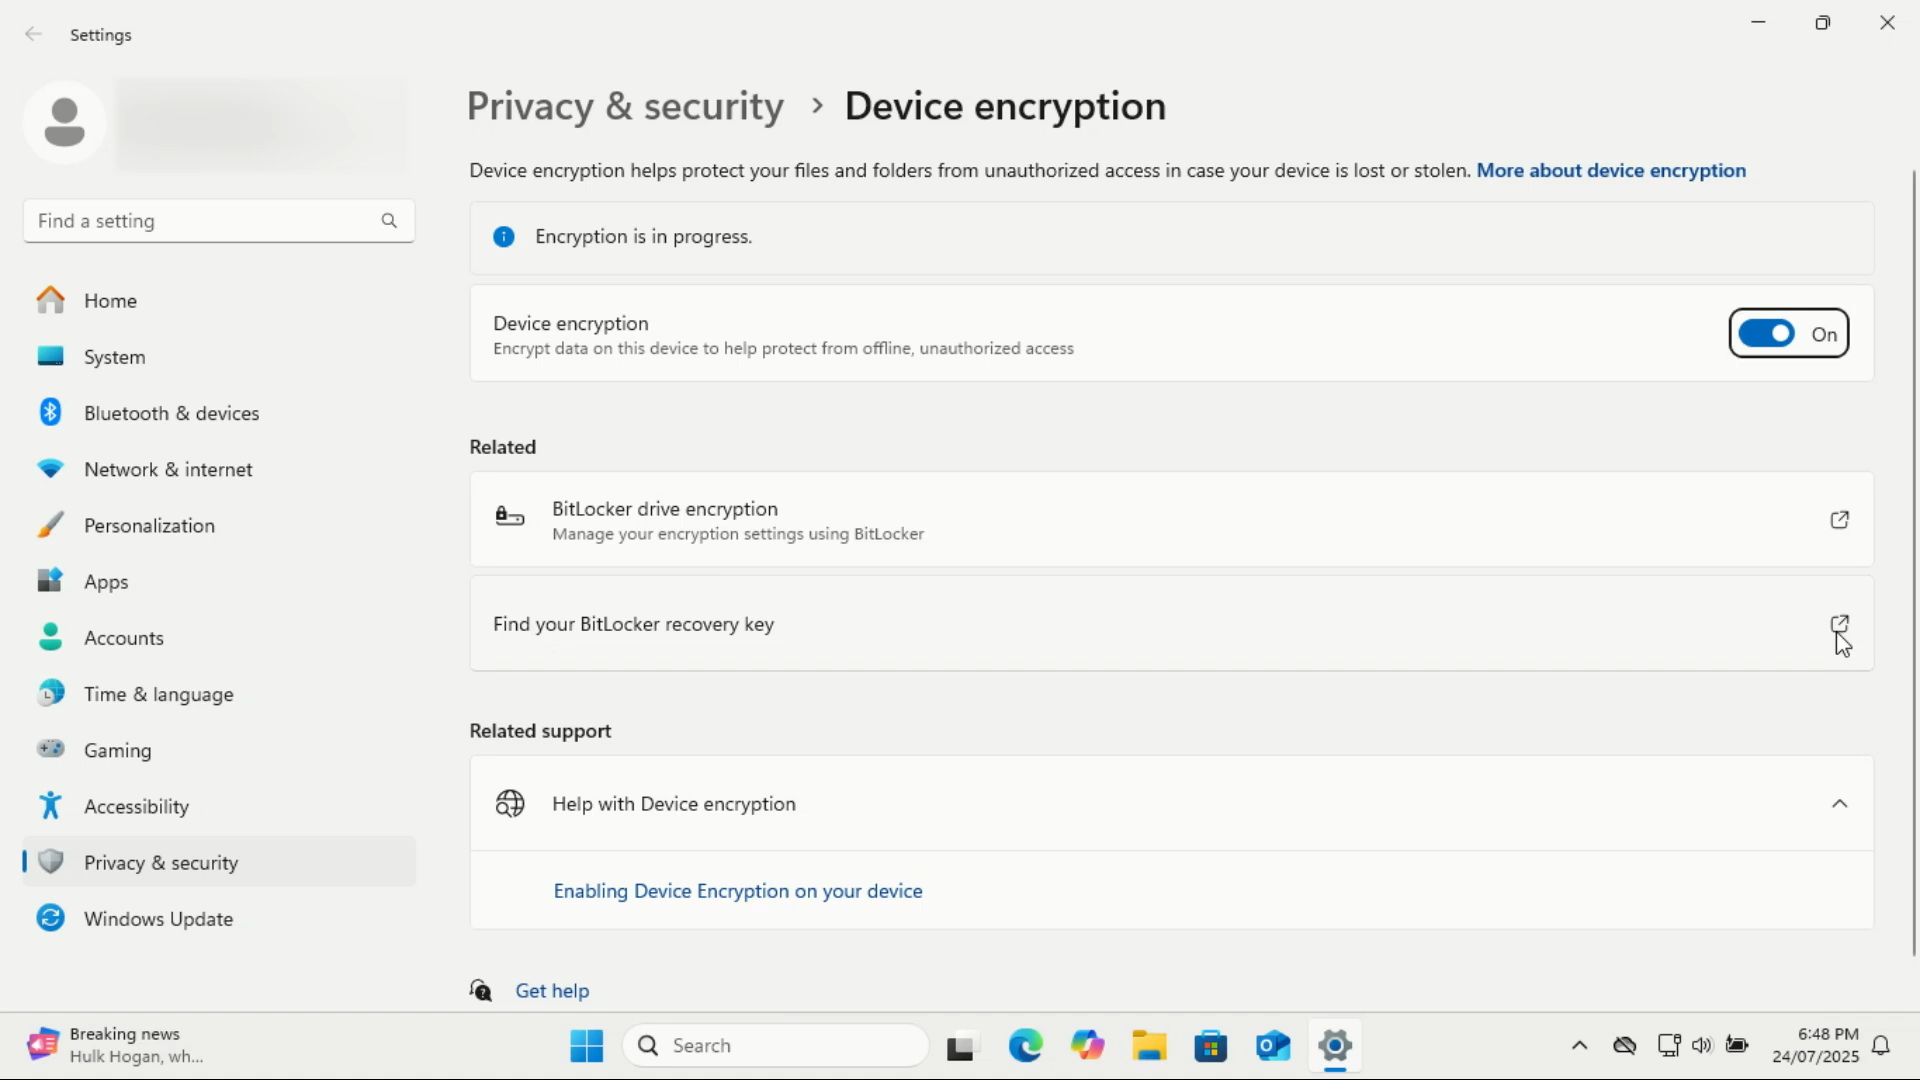 Settings
Find a setting
Home
System
Bluetooth & devices
Network & internet
Personalization
Apps
Accounts
Time & language
Gaming
Accessibility
Privacy & security
Windows Update
Privacy & security > Device encryption
Device encryption helps protect your files and folders from unauthorized access in case your device is lost or stolen. More about device encryption
Encryption is in progress.
Device encryption
Encrypt data on this device to help protect from offline, unauthorized access
On
Related
BitLocker drive encryption
Manage your encryption settings using BitLocker
Find your BitLocker recovery key
Related support
Help with Device encryption
Enabling Device Encryption on your device
Get help
Breaking news
Hulk Hogan, wh...
Search
6:48 PM
24/07/2025